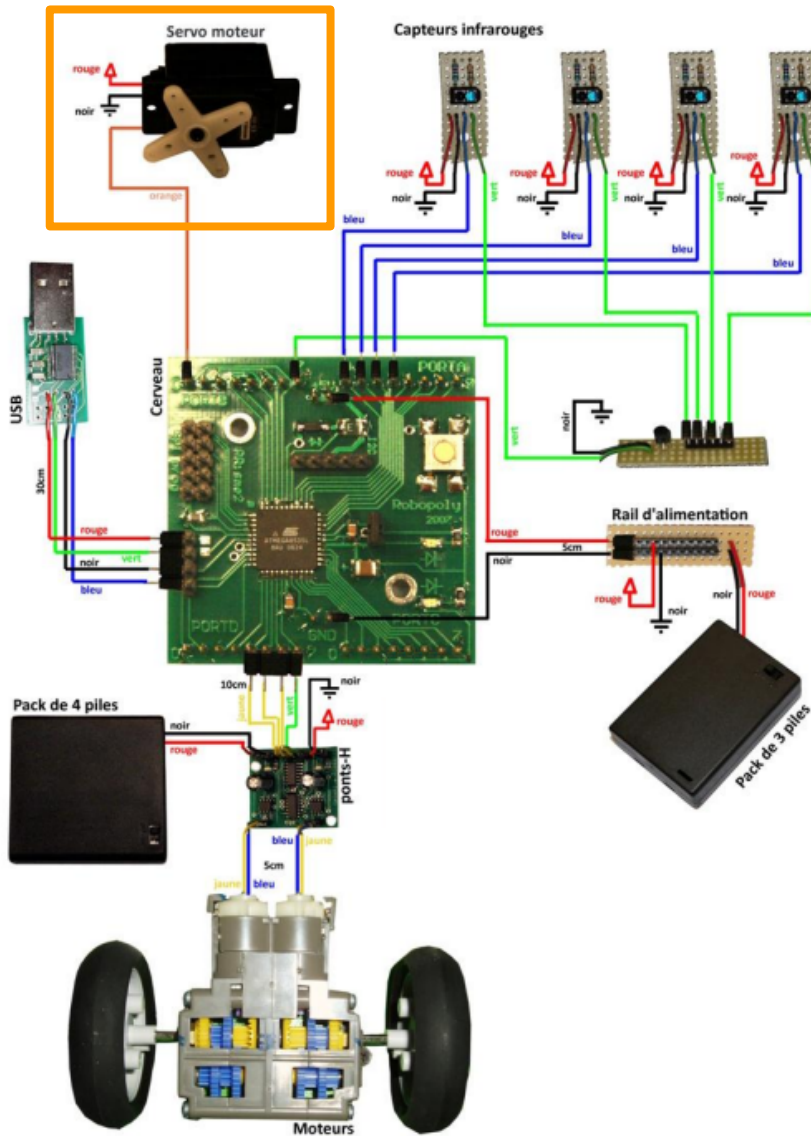 Servo moteur
rouge
noir
orange
Capteurs infrarouges
rouge
noir
vert
bleu
rouge
noir
vert
bleu
rouge
noir
vert
bleu
rouge
noir
bleu
USB
30cm
rouge
vert
noir
bleu
Cerveau
PORTA
Robopoly
PORTD
GND
PORTC
vert
noir
rouge
noir
5cm
Rail d'alimentation
rouge
noir
noir
rouge
Pack de 3 piles
Pack de 4 piles
noir
rouge
10cm
jaune
vert
noir
rouge
ponts-H
bleu
jaune
5cm
jaune
bleu
Moteurs